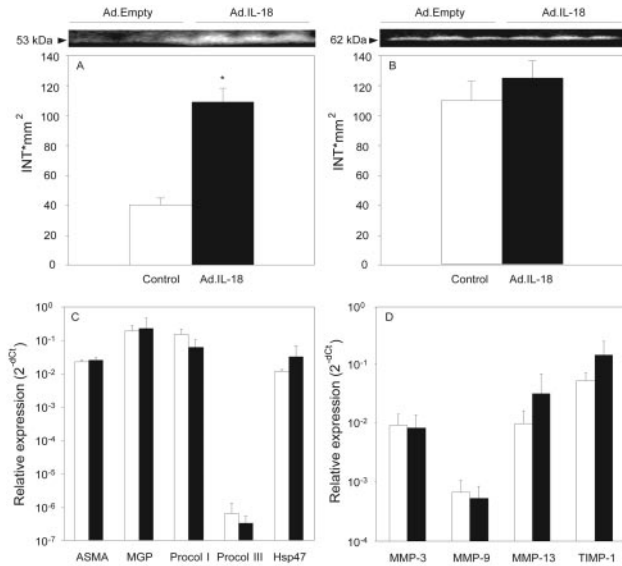 Ad.Empty Ad.IL-18
53 kDa
A
*
140
120
100
80
60
40
20
0
INT*mm²
Control Ad.IL-18
Ad.Empty Ad.IL-18
62 kDa
B
140
120
100
80
60
40
20
0
INT*mm²
Control Ad.IL-18
C
10⁰
10⁻¹
10⁻²
10⁻³
10⁻⁴
10⁻⁵
10⁻⁶
10⁻⁷
Relative expression (2⁻ᵈᶜᵗ)
ASMA MGP Procol I Procol III Hsp47
D
10⁰
10⁻¹
10⁻²
10⁻³
10⁻⁴
Relative expression (2⁻ᵈᶜᵗ)
MMP-3 MMP-9 MMP-13 TIMP-1